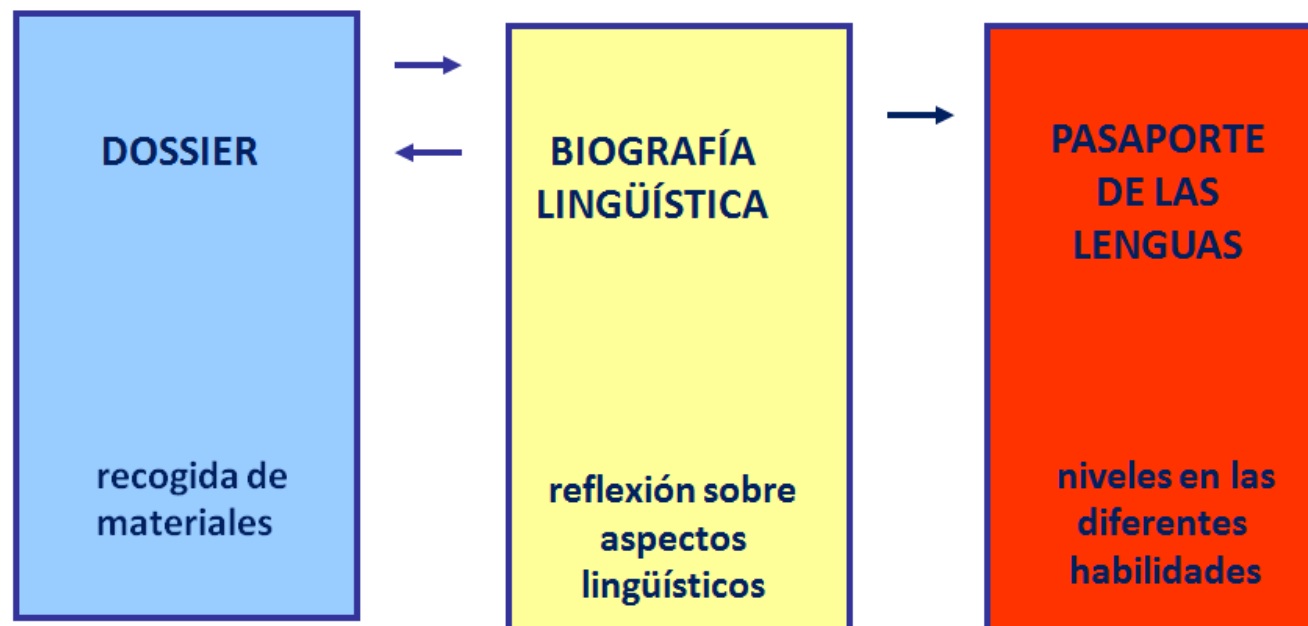 DOSSIER
recogida de
materiales
BIOGRAFÍA
LINGÜÍSTICA
reflexión sobre
aspectos
lingüísticos
PASAPORTE
DE LAS
LENGUAS
niveles en las
diferentes
habilidades